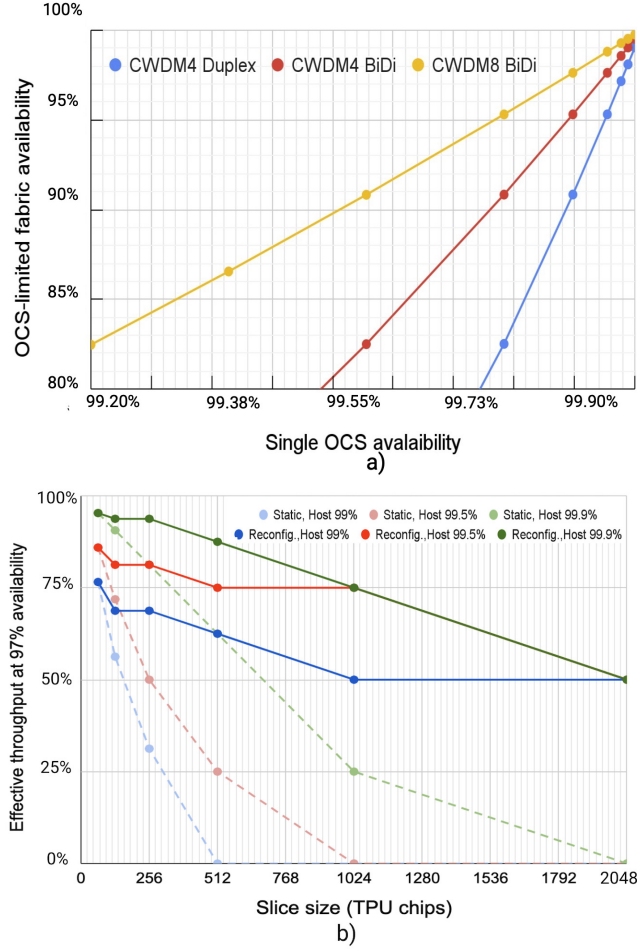 100%
95%
90%
85%
80%
OCS-limited fabric availability
CWDM4 Duplex CWDM4 BiDi CWDM8 BiDi
99.20% 99.38% 99.55% 99.73% 99.90%
Single OCS avalaibility
a)
100%
75%
50%
25%
0%
Effective throughput at 97% availability
Static, Host 99% Static, Host 99.5% Static, Host 99.9%
Reconfig.,Host 99% Reconfig.,Host 99.5% Reconfig.,Host 99.9%
0 256 512 768 1024 1280 1536 1792 2048
Slice size (TPU chips)
b)